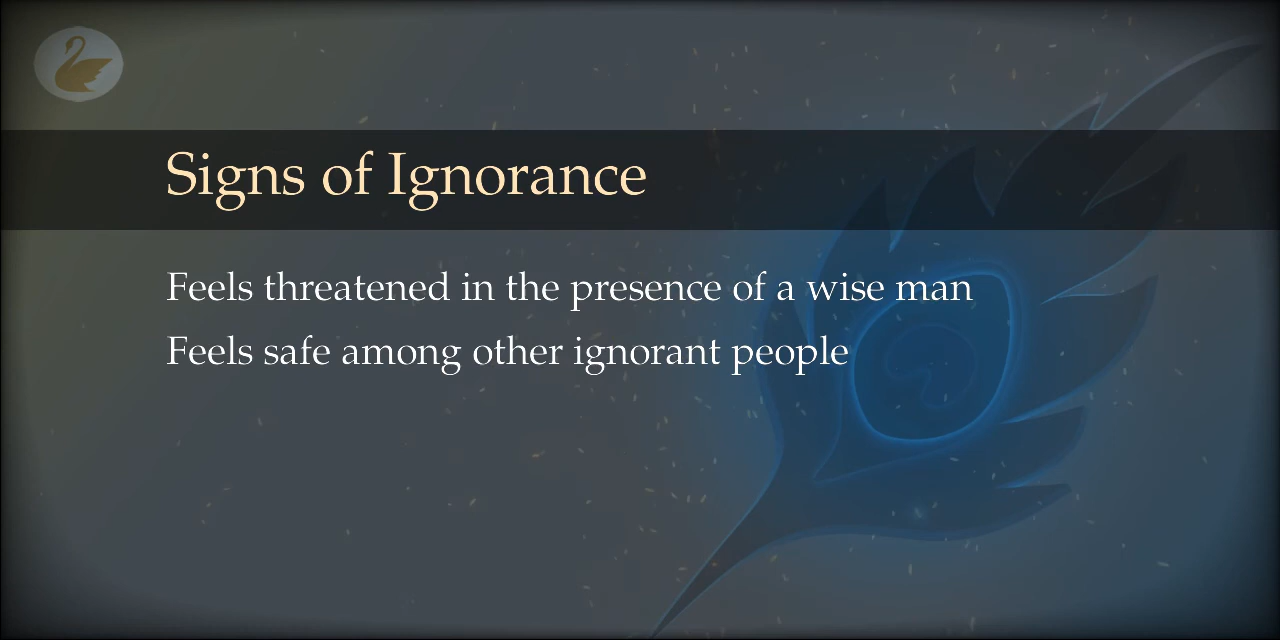 Signs of Ignorance
Feels threatened in the presence of a wise man
Feels safe among other ignorant people